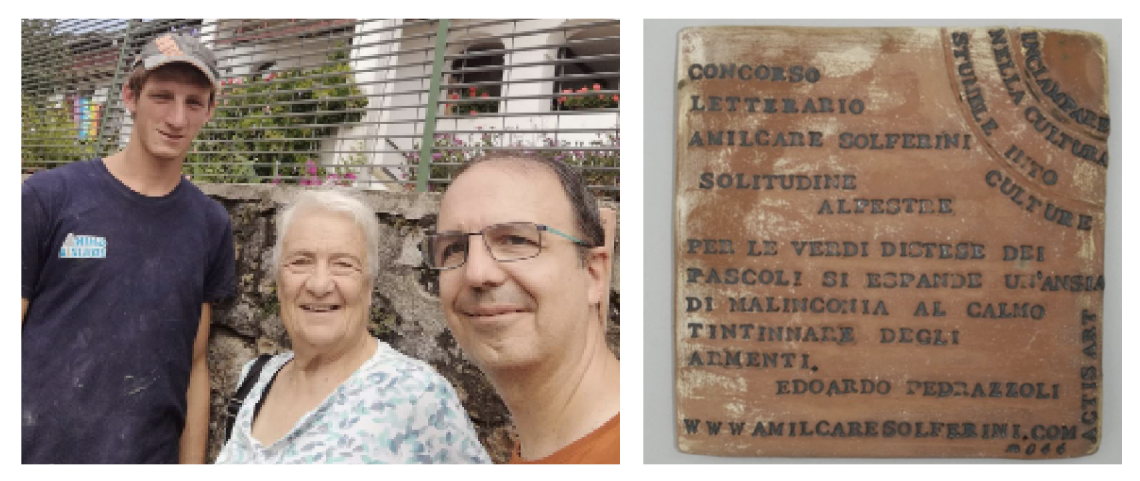 CONCORSO
LETTERARIO
AMILCARE SOLFERINI
SOLITUDINE
ALPESTRE
PER LE VERDI DISTESE DEI
PASCOLI SI ESPANDE UN'ANSIA
DI MALINCONIA AL CALMO
TINTINNARE DEGLI
ARMENTI.
EDOARDO PEDRAZZOLI
WWW.AMILCARESOLFERINI.COM
INCIAMPARE
NELLA CULTURA
STUDIBILE
INTO
CULTURE
ACTIS ART